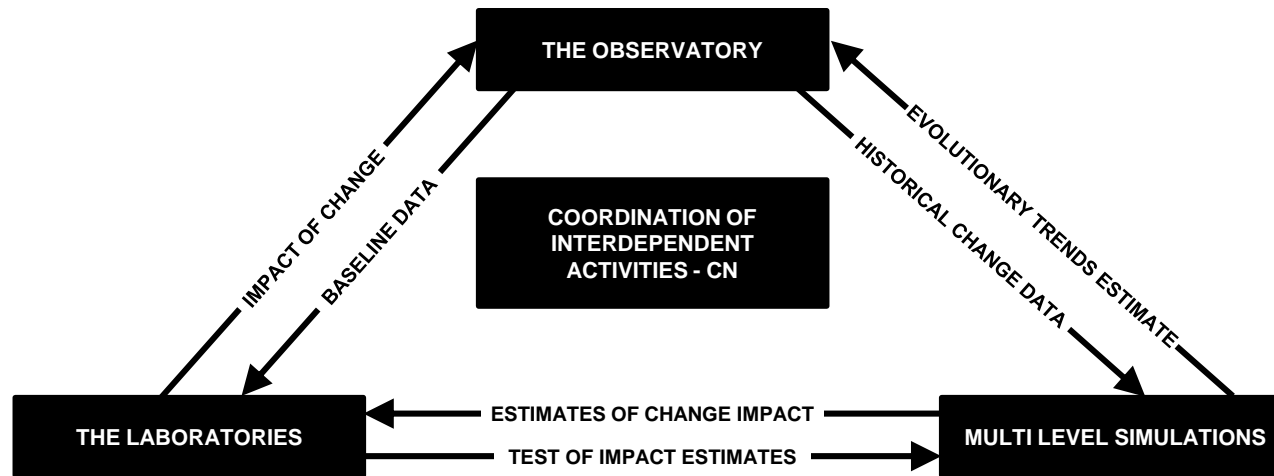 THE OBSERVATORY
IMPACT OF CHANGE
BASELINE DATA
HISTORICAL CHANGE DATA
EVOLUTIONARY TRENDS ESTIMATE
COORDINATION OF
INTERDEPENDENT
ACTIVITIES - CN
THE LABORATORIES
ESTIMATES OF CHANGE IMPACT
TEST OF IMPACT ESTIMATES
MULTI LEVEL SIMULATIONS